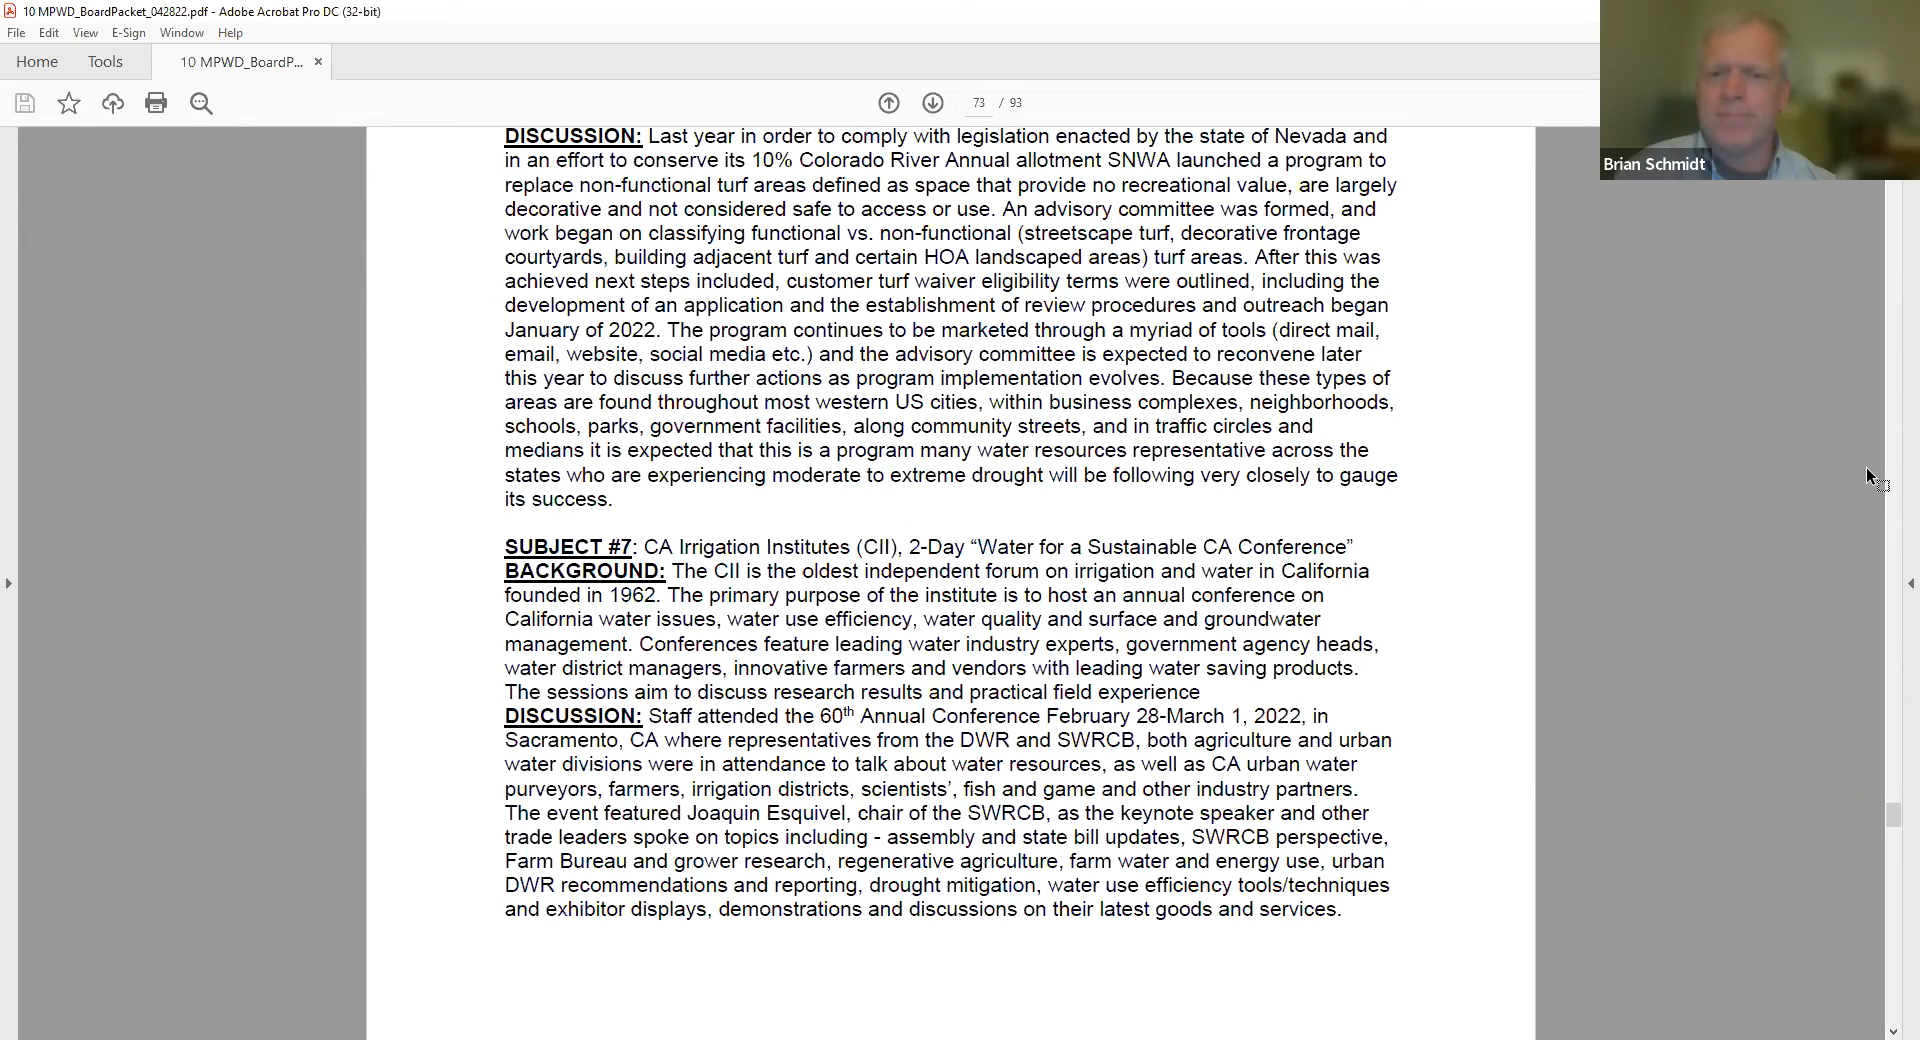 10 MPWD_BoardPacket_042822.pdf - Adobe Acrobat Pro DC (32-bit)
File Edit View E-Sign Window Help
Home Tools 10 MPWD_BoardP... ×
73 / 93
Brian Schmidt
DISCUSSION: Last year in order to comply with legislation enacted by the state of Nevada and
in an effort to conserve its 10% Colorado River Annual allotment SNWA launched a program to
replace non-functional turf areas defined as space that provide no recreational value, are largely
decorative and not considered safe to access or use. An advisory committee was formed, and
work began on classifying functional vs. non-functional (streetscape turf, decorative frontage
courtyards, building adjacent turf and certain HOA landscaped areas) turf areas. After this was
achieved next steps included, customer turf waiver eligibility terms were outlined, including the
development of an application and the establishment of review procedures and outreach began
January of 2022. The program continues to be marketed through a myriad of tools (direct mail,
email, website, social media etc.) and the advisory committee is expected to reconvene later
this year to discuss further actions as program implementation evolves. Because these types of
areas are found throughout most western US cities, within business complexes, neighborhoods,
schools, parks, government facilities, along community streets, and in traffic circles and
medians it is expected that this is a program many water resources representative across the
states who are experiencing moderate to extreme drought will be following very closely to gauge
its success.
SUBJECT #7: CA Irrigation Institutes (CII), 2-Day “Water for a Sustainable CA Conference”
BACKGROUND: The CII is the oldest independent forum on irrigation and water in California
founded in 1962. The primary purpose of the institute is to host an annual conference on
California water issues, water use efficiency, water quality and surface and groundwater
management. Conferences feature leading water industry experts, government agency heads,
water district managers, innovative farmers and vendors with leading water saving products.
The sessions aim to discuss research results and practical field experience
DISCUSSION: Staff attended the 60th Annual Conference February 28-March 1, 2022, in
Sacramento, CA where representatives from the DWR and SWRCB, both agriculture and urban
water divisions were in attendance to talk about water resources, as well as CA urban water
purveyors, farmers, irrigation districts, scientists’, fish and game and other industry partners.
The event featured Joaquin Esquivel, chair of the SWRCB, as the keynote speaker and other
trade leaders spoke on topics including - assembly and state bill updates, SWRCB perspective,
Farm Bureau and grower research, regenerative agriculture, farm water and energy use, urban
DWR recommendations and reporting, drought mitigation, water use efficiency tools/techniques
and exhibitor displays, demonstrations and discussions on their latest goods and services.